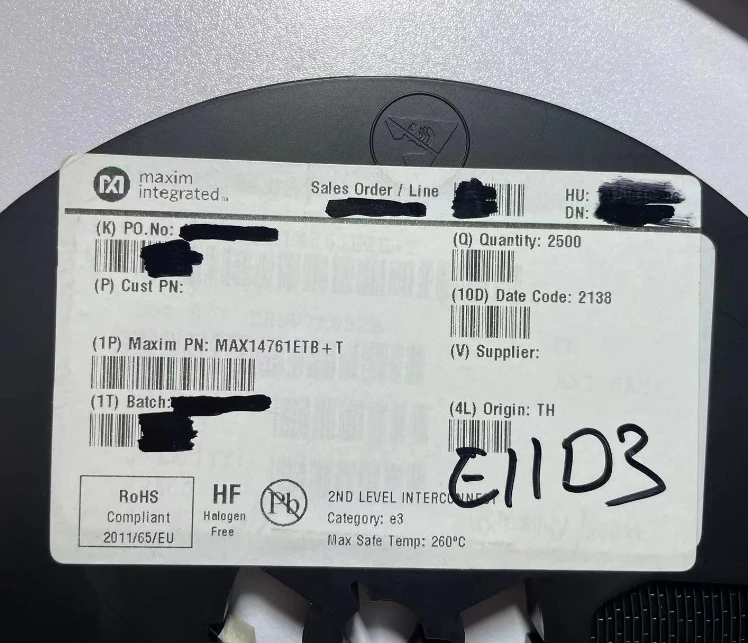 maxim
integrated™
Sales Order / Line
HU:
DN:
(K) PO.No:
(Q) Quantity: 2500
(P) Cust PN:
(10D) Date Code: 2138
(1P) Maxim PN: MAX14761ETB+T
(V) Supplier:
(1T) Batch:
(4L) Origin: TH
E11D3
RoHS
Compliant
2011/65/EU
HF
Halogen
Free
Pb
2ND LEVEL INTERCONNECT
Category: e3
Max Safe Temp: 260ºC